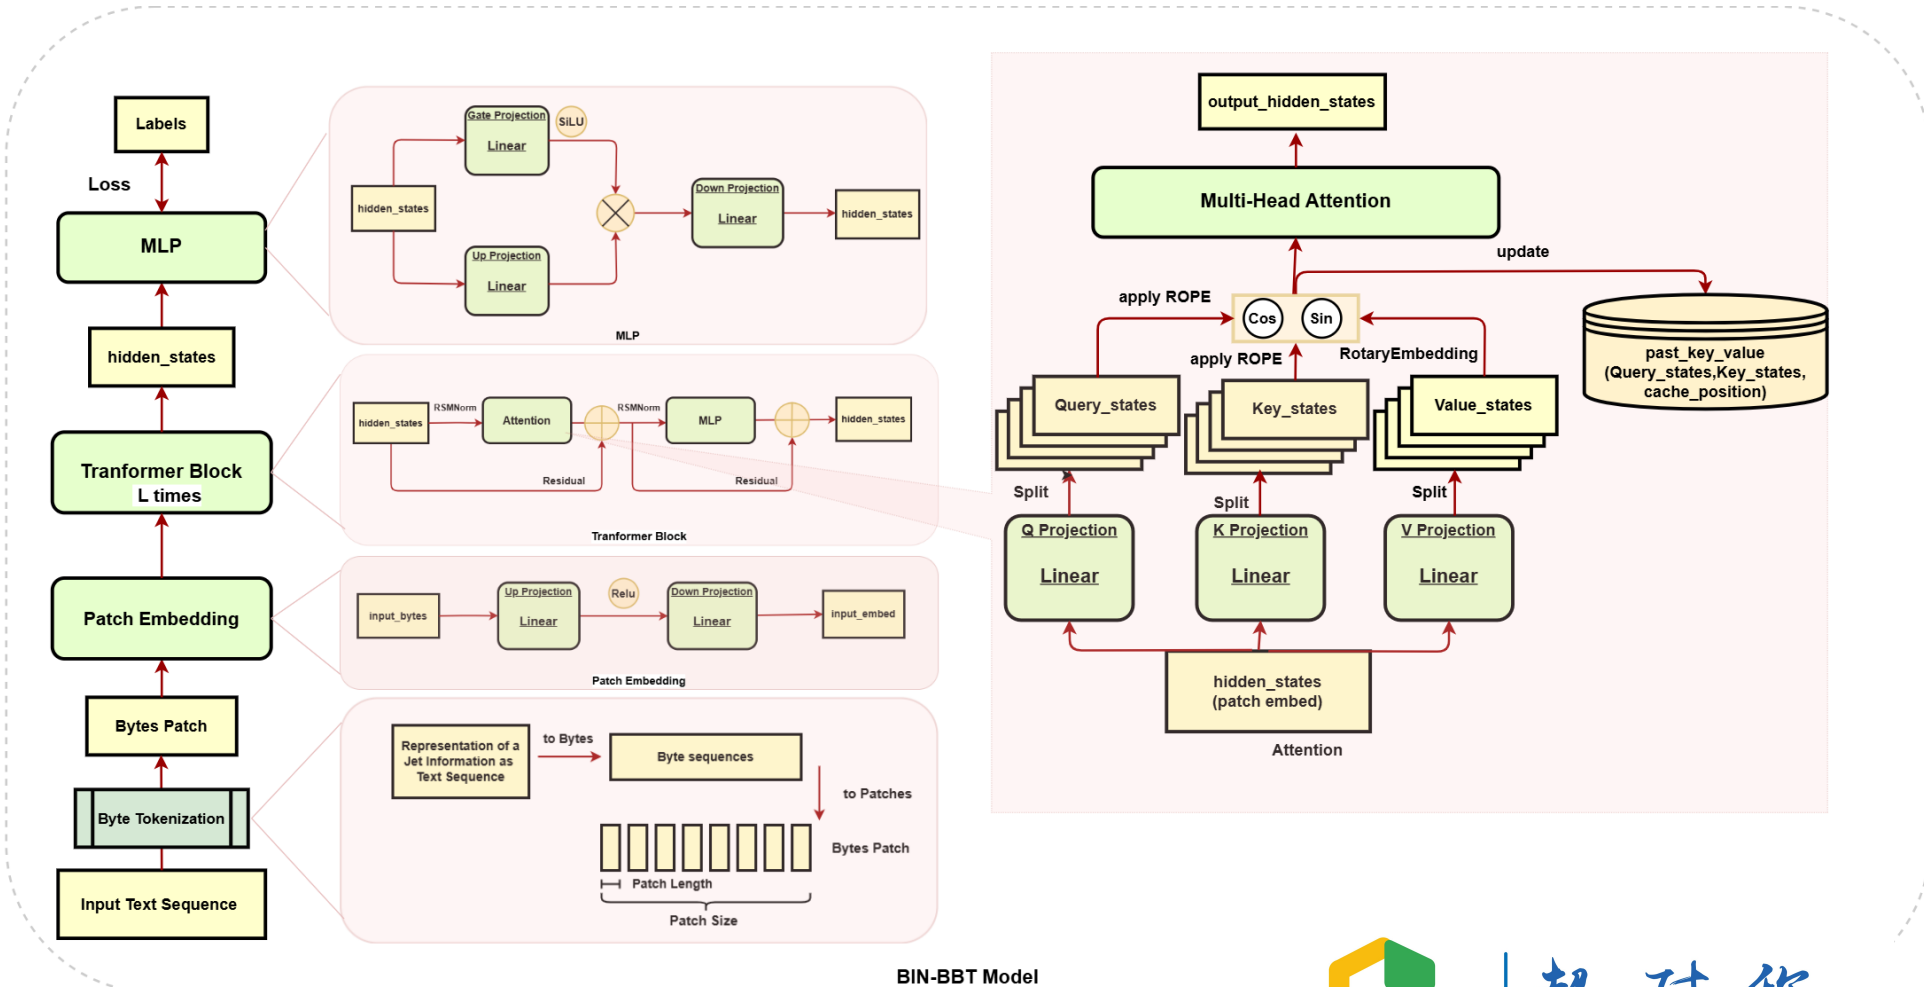 Labels
Loss
MLP
hidden_states
Tranformer Block
L times
Patch Embedding
Bytes Patch
Byte Tokenization
Input Text Sequence
Gate Projection
Linear
SiLU
hidden_states
Up Projection
Linear
Down Projection
Linear
hidden_states
MLP
hidden_states
RSMNorm
Attention
RSMNorm
MLP
hidden_states
Residual
Residual
Tranformer Block
input_bytes
Up Projection
Linear
Relu
Down Projection
Linear
input_embed
Patch Embedding
Representation of a
Jet Information as
Text Sequence
to Bytes
Byte sequences
to Patches
Bytes Patch
Patch Length
Patch Size
output_hidden_states
Multi-Head Attention
update
apply ROPE
Cos
Sin
apply ROPE
RotaryEmbedding
past_key_value
(Query_states,Key_states,
cache_position)
Query_states
Key_states
Value_states
Split
Split
Split
Q Projection
Linear
K Projection
Linear
V Projection
Linear
hidden_states
(patch embed)
Attention
BIN-BBT Model